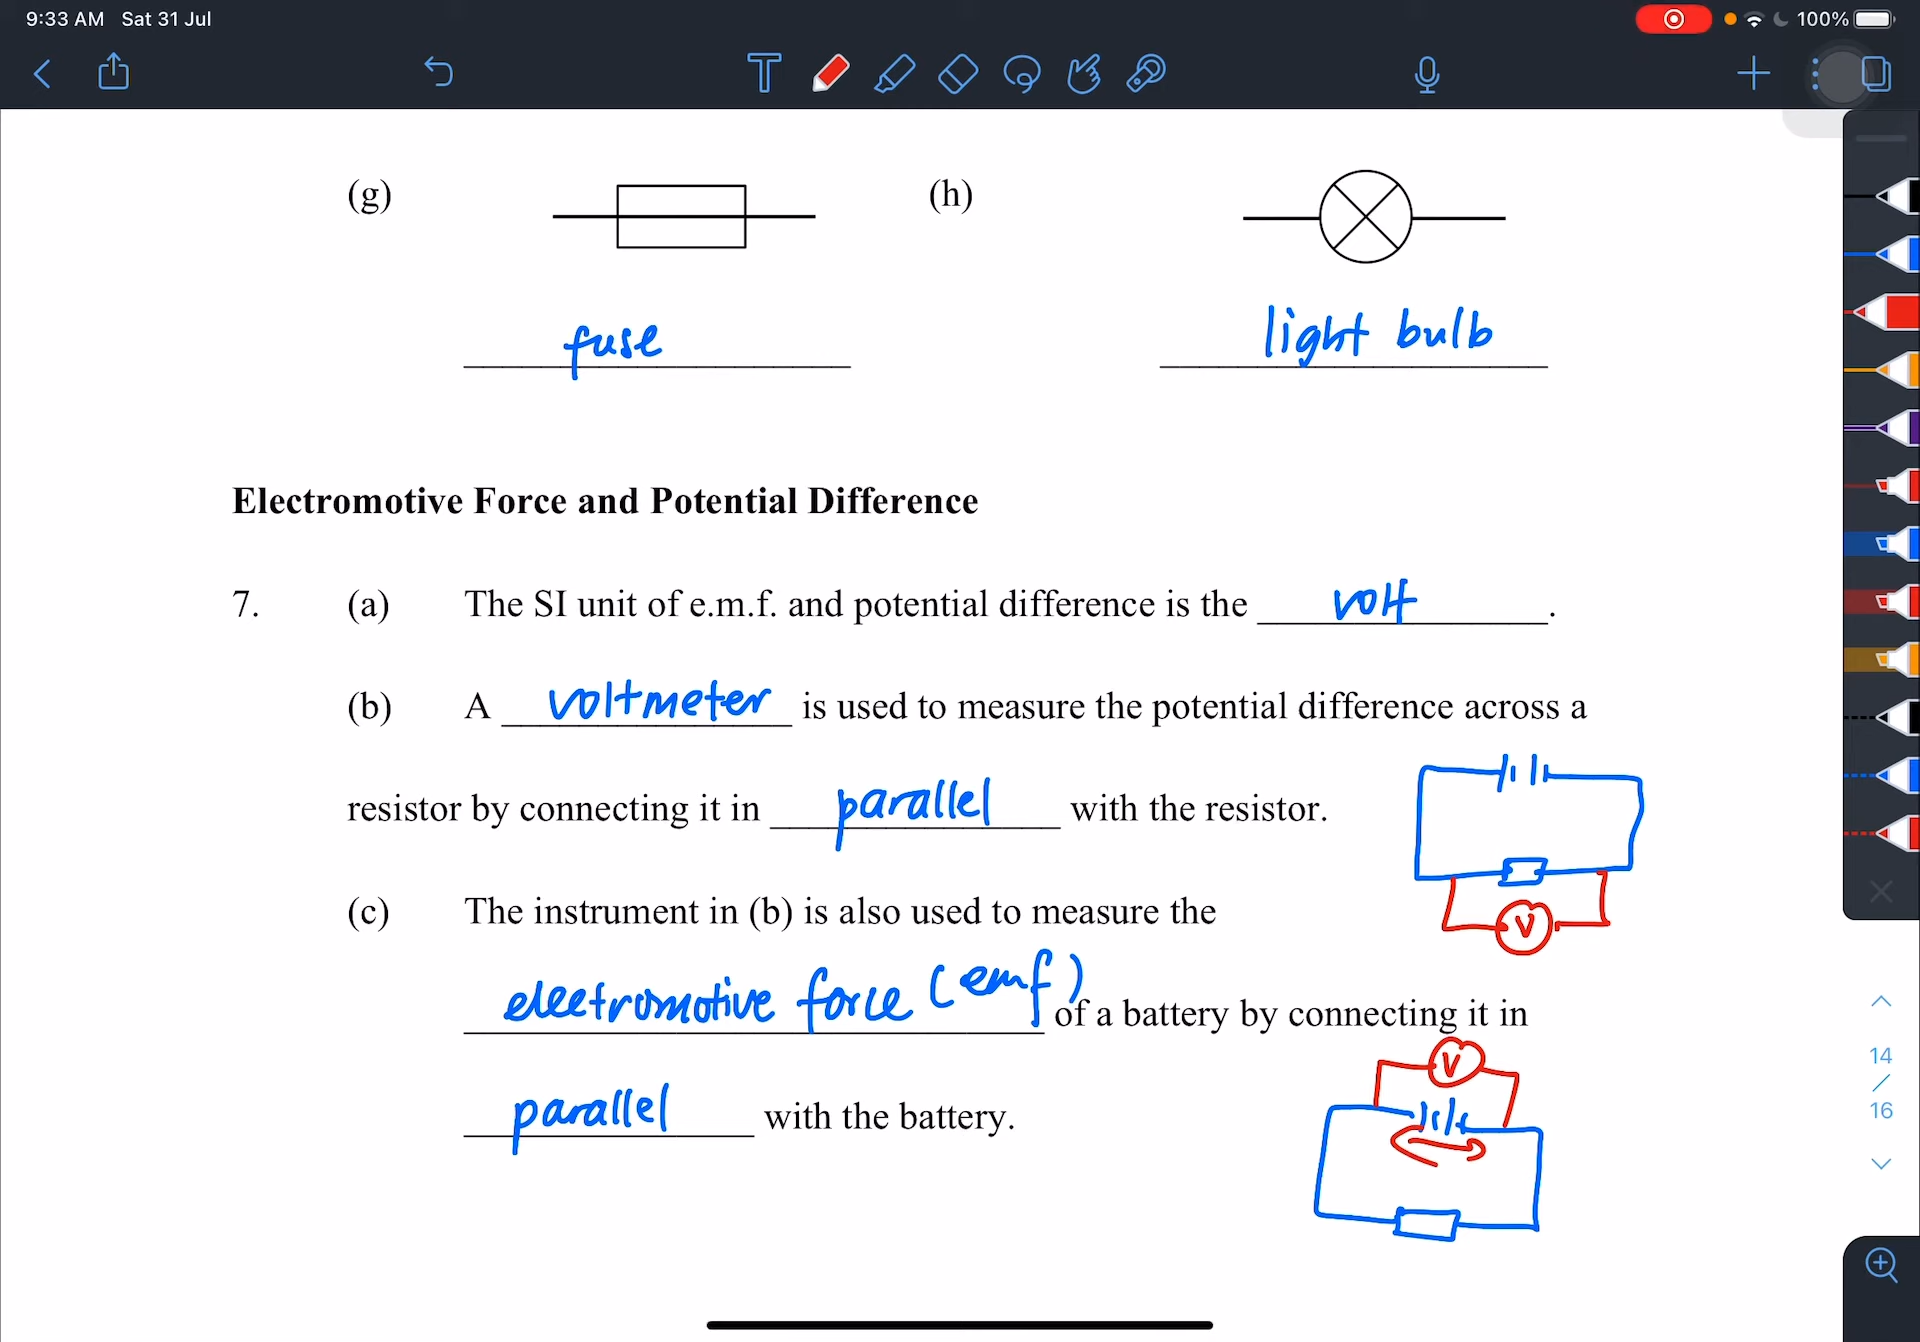 9:33 AM Sat 31 Jul 100%
T
(g) (h)
fuse light bulb
Electromotive Force and Potential Difference
7. (a) The SI unit of e.m.f. and potential difference is the volt.
(b) A voltmeter is used to measure the potential difference across a
resistor by connecting it in parallel with the resistor.
V
(c) The instrument in (b) is also used to measure the
electromotive force (emf) of a battery by connecting it in
V
parallel with the battery.
14
/
16